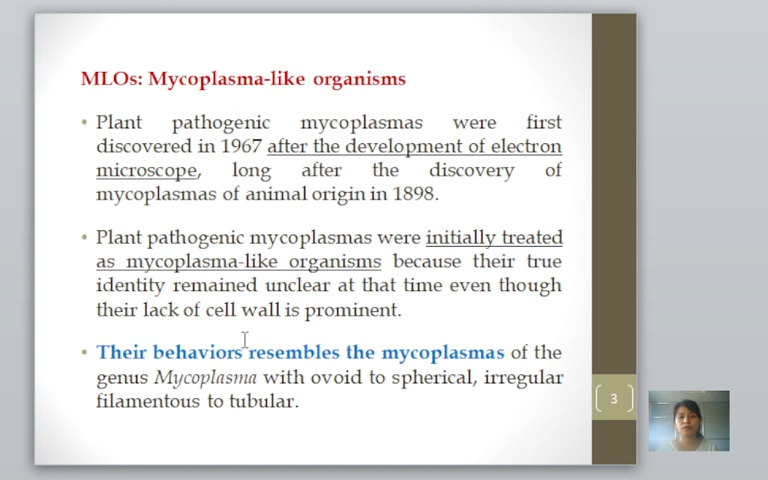 MLOs: Mycoplasma-like organisms
• Plant pathogenic mycoplasmas were first
discovered in 1967 after the development of electron
microscope, long after the discovery of
mycoplasmas of animal origin in 1898.
• Plant pathogenic mycoplasmas were initially treated
as mycoplasma-like organisms because their true
identity remained unclear at that time even though
their lack of cell wall is prominent.
• Their behaviors resembles the mycoplasmas of the
genus Mycoplasma with ovoid to spherical, irregular
filamentous to tubular.
3